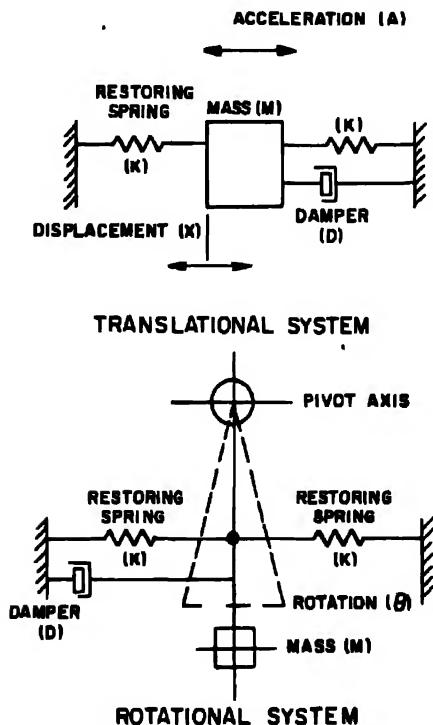 ACCELERATION (A)
RESTORING
SPRING
MASS (M)
(K)
(K)
DAMPER
(D)
DISPLACEMENT (X)
TRANSLATIONAL SYSTEM
PIVOT AXIS
RESTORING
SPRING
RESTORING
SPRING
(K)
(K)
DAMPER
(D)
ROTATION (θ)
MASS (M)
ROTATIONAL SYSTEM